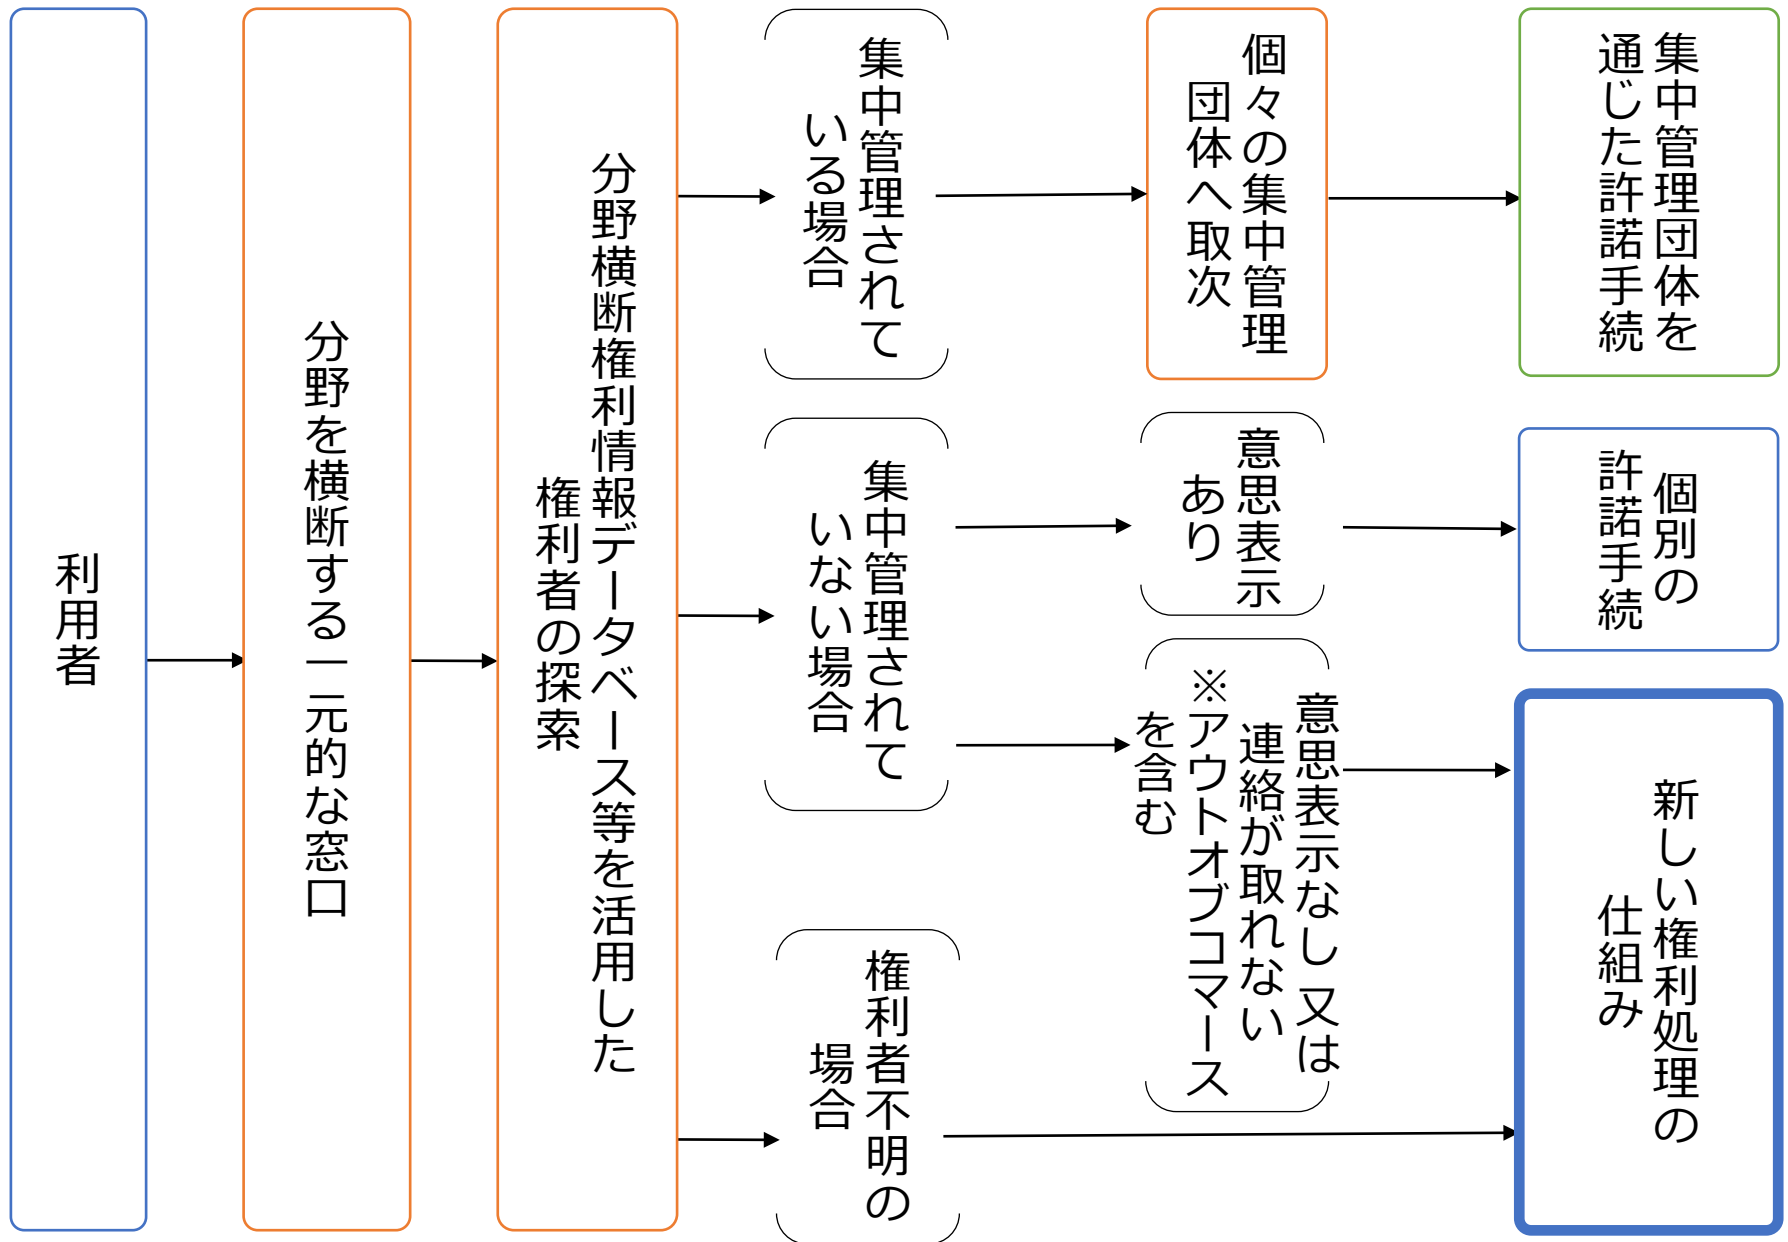 利用者
分野を横断する一元的な窓口
分野横断権利情報データベース等を活用した
権利者の探索
集中管理されて
いる場合
個々の集中管理
団体へ取次
集中管理団体を
通じた許諾手続
集中管理されて
いない場合
意思表示
あり
個別の
許諾手続
意思表示なし又は
連絡が取れない
※アウトオブコマース
を含む
権利者不明の
場合
新しい権利処理の
仕組み